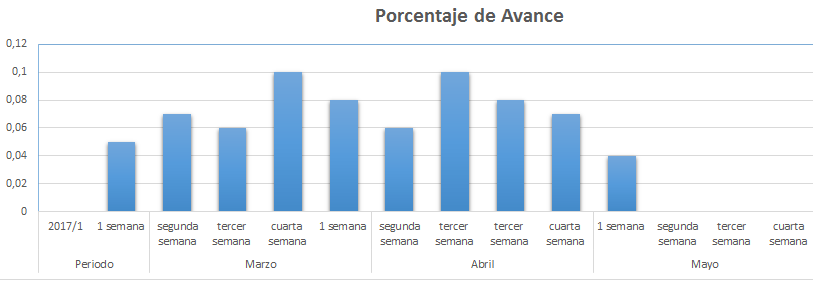 Porcentaje de Avance
0,12
0,1
0,08
0,06
0,04
0,02
0
2017/1 1 semana segunda tercer cuarta 1 semana segunda tercer tercer cuarta 1 semana segunda tercer cuarta
semana semana semana semana semana semana semana semana semana semana
Periodo Marzo Abril Mayo